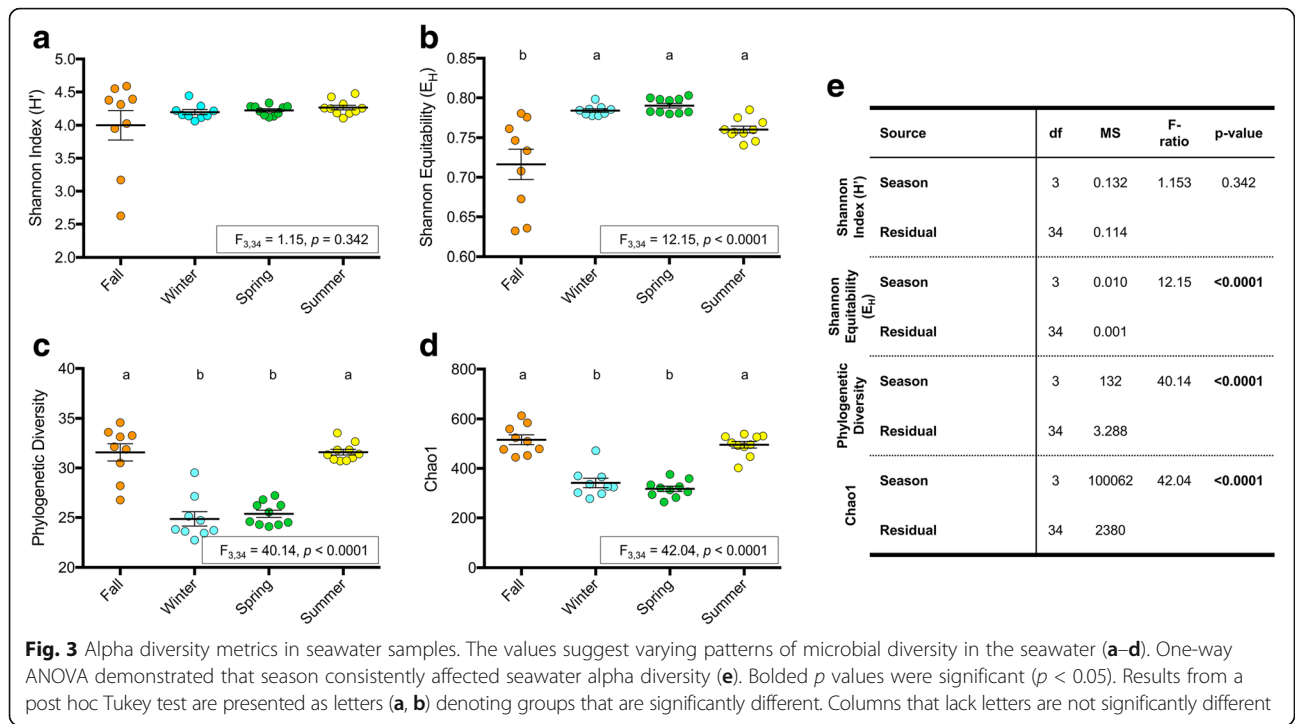 a
Shannon Index (H')
5.0
4.5
4.0
3.5
3.0
2.5
2.0
F3,34 = 1.15, p = 0.342
Fall
Winter
Spring
Summer
b
Shannon Equitability (EH)
0.85
0.80
0.75
0.70
0.65
0.60
b a a a
F3,34 = 12.15, p < 0.0001
Fall
Winter
Spring
Summer
c
Phylogenetic Diversity
40
35
30
25
20
a b b a
F3,34 = 40.14, p < 0.0001
Fall
Winter
Spring
Summer
d
Chao1
800
600
400
200
0
a b b a
F3,34 = 42.04, p < 0.0001
Fall
Winter
Spring
Summer
e
Source df MS F-ratio p-value
Shannon
Index (H')
Season 3 0.132 1.153 0.342
Residual 34 0.114
Shannon
Equitability
(EH)
Season 3 0.010 12.15 <0.0001
Residual 34 0.001
Phylogenetic
Diversity
Season 3 132 40.14 <0.0001
Residual 34 3.288
Chao1
Season 3 100062 42.04 <0.0001
Residual 34 2380
Fig. 3 Alpha diversity metrics in seawater samples. The values suggest varying patterns of microbial diversity in the seawater (a–d). One-way
ANOVA demonstrated that season consistently affected seawater alpha diversity (e). Bolded p values were significant (p < 0.05). Results from a
post hoc Tukey test are presented as letters (a, b) denoting groups that are significantly different. Columns that lack letters are not significantly different